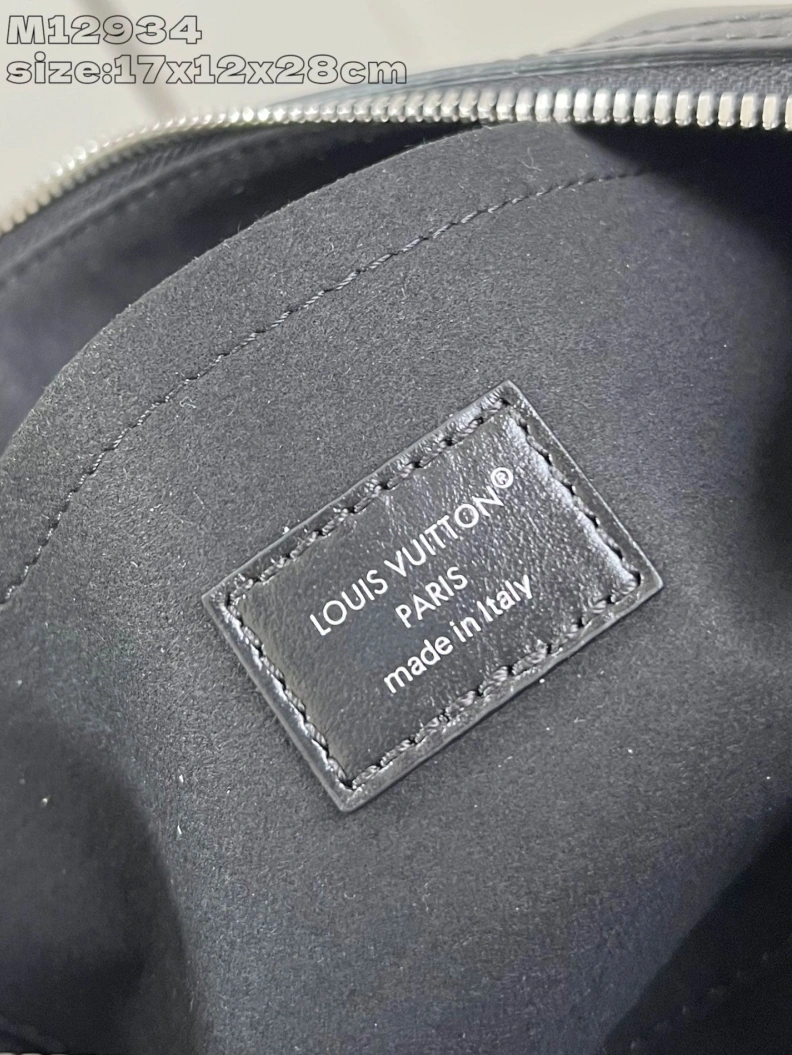 M12934
size:17x12x28cm
LOUIS VUITTON®
PARIS
made in Italy